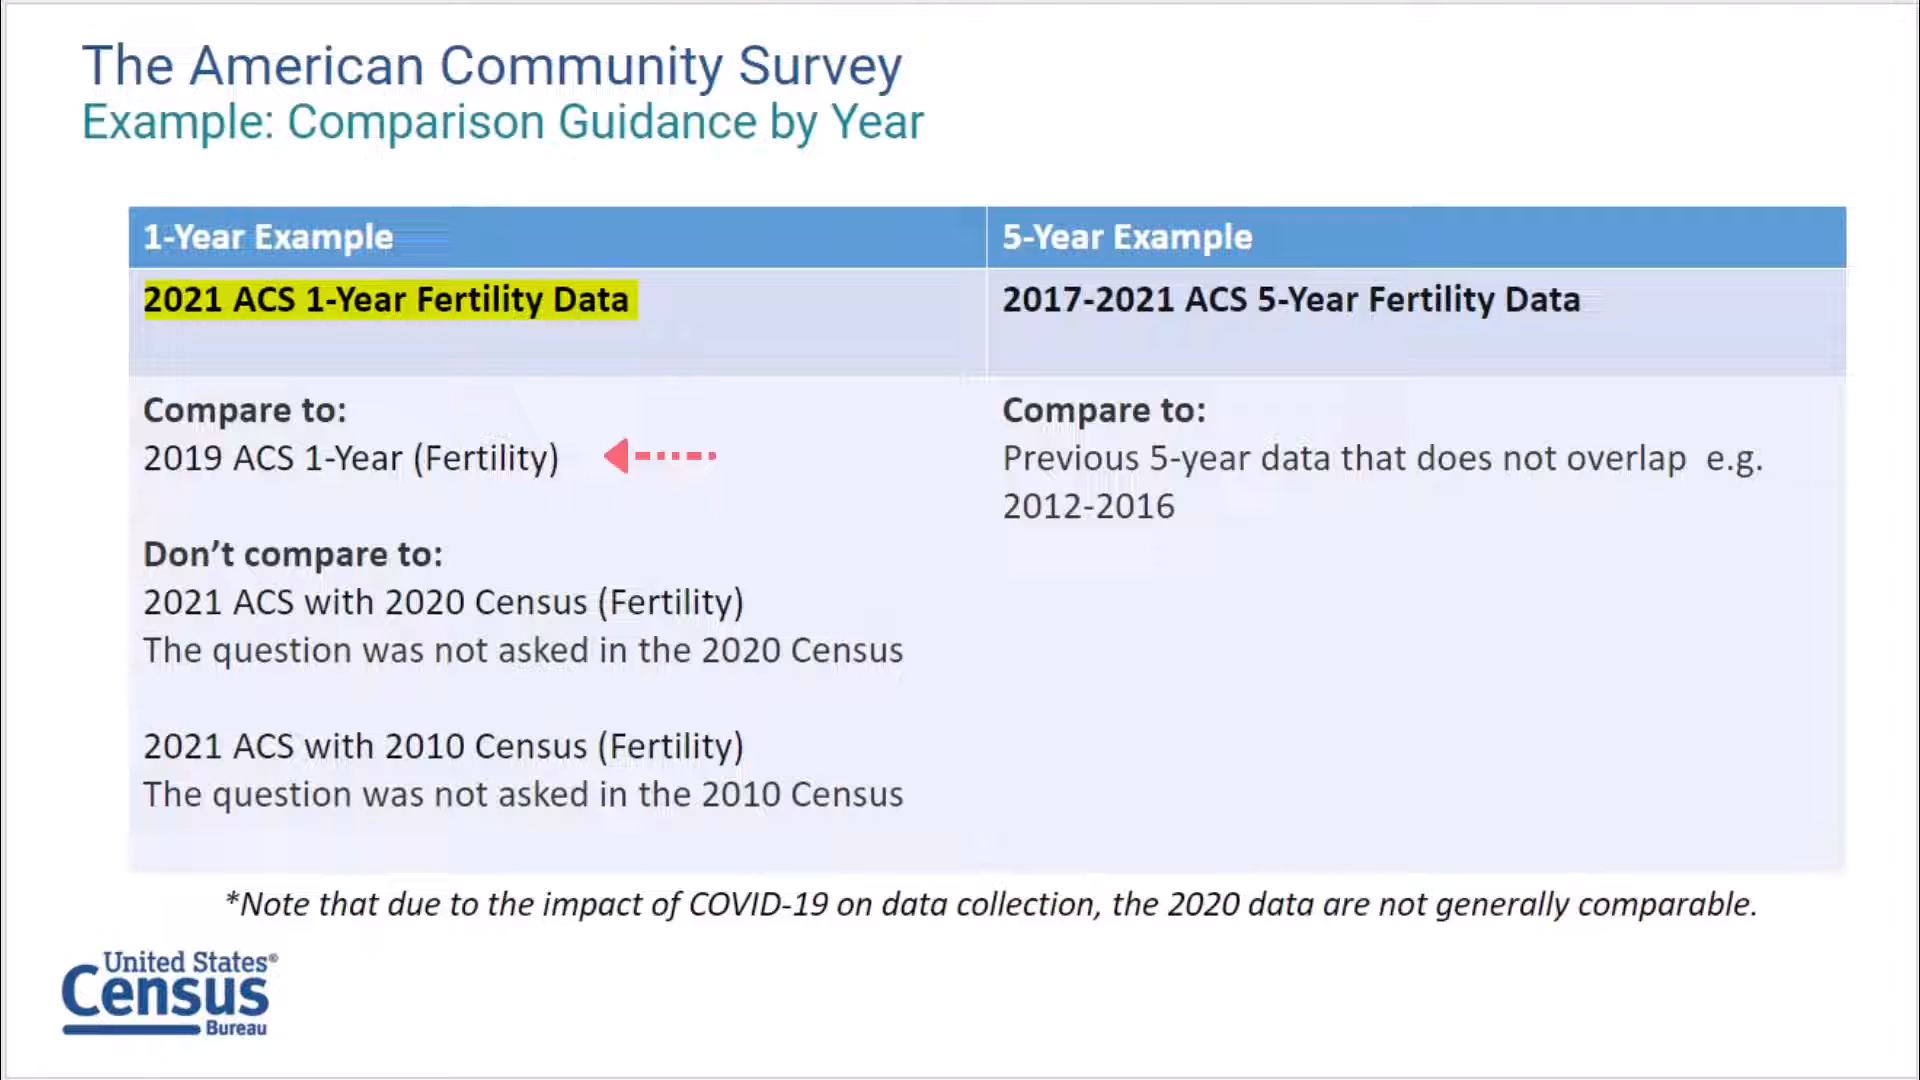 The American Community Survey
Example: Comparison Guidance by Year
1-Year Example
5-Year Example
2021 ACS 1-Year Fertility Data
2017-2021 ACS 5-Year Fertility Data
Compare to:
2019 ACS 1-Year (Fertility)
Don’t compare to:
2021 ACS with 2020 Census (Fertility)
The question was not asked in the 2020 Census
2021 ACS with 2010 Census (Fertility)
The question was not asked in the 2010 Census
Compare to:
Previous 5-year data that does not overlap e.g.
2012-2016
*Note that due to the impact of COVID-19 on data collection, the 2020 data are not generally comparable.
United States®
Census
Bureau